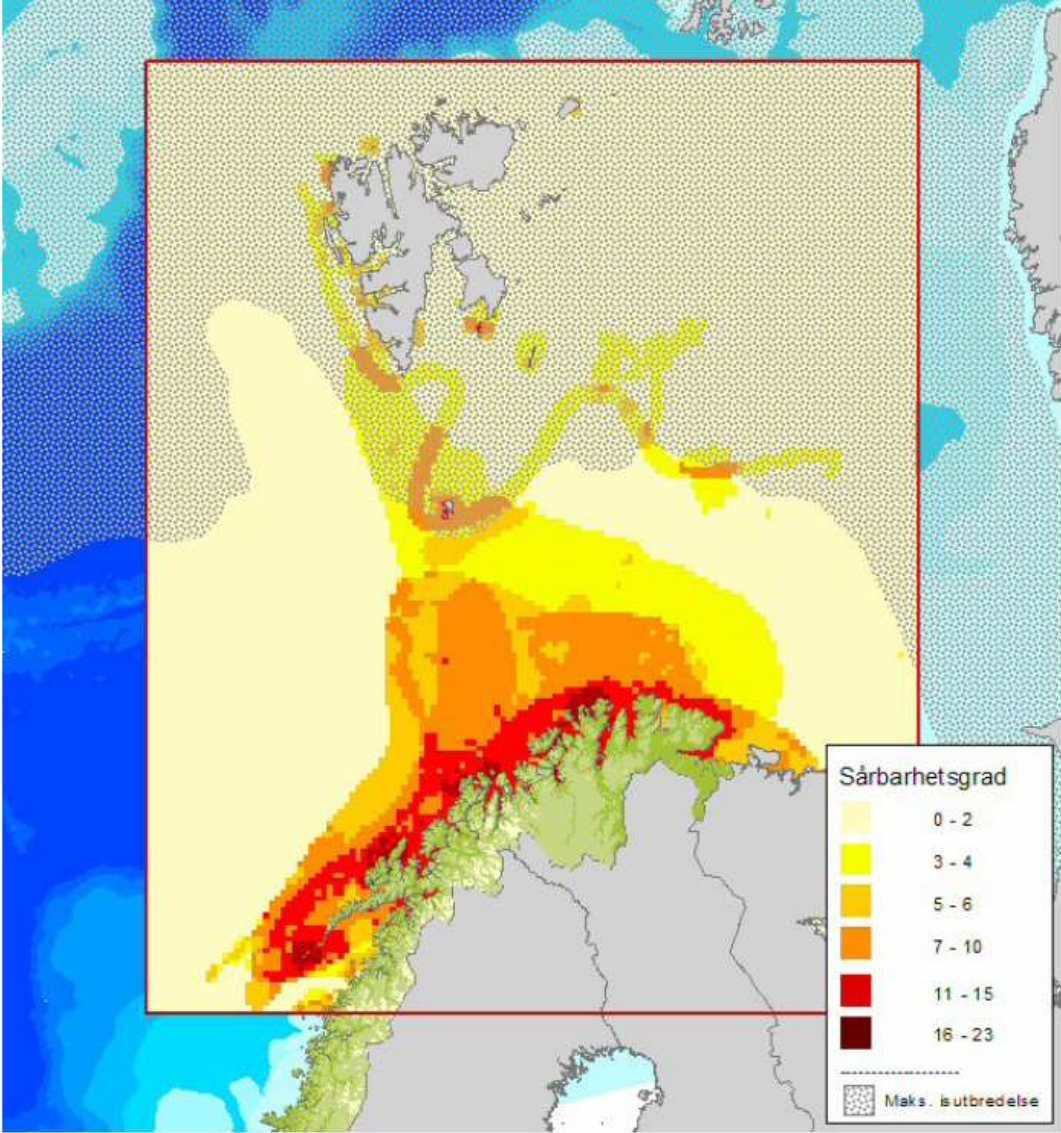 Sårbarhetsgrad
0 - 2
3 - 4
5 - 6
7 - 10
11 - 15
16 - 23
Maks. isutbredelse